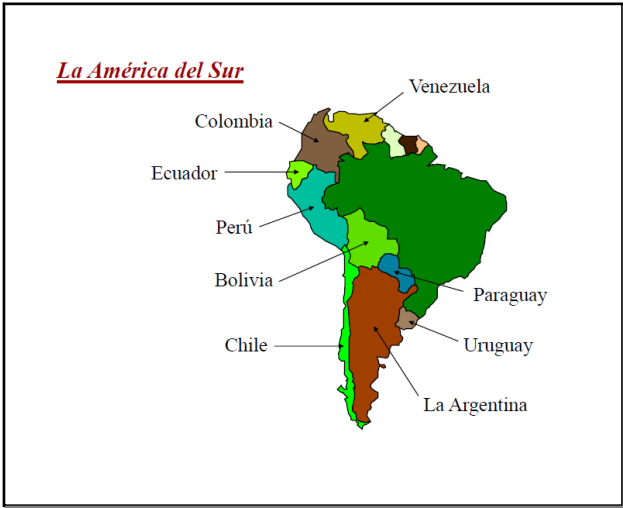 La América del Sur
Venezuela
Colombia
Ecuador
Perú
Bolivia
Paraguay
Chile
Uruguay
La Argentina